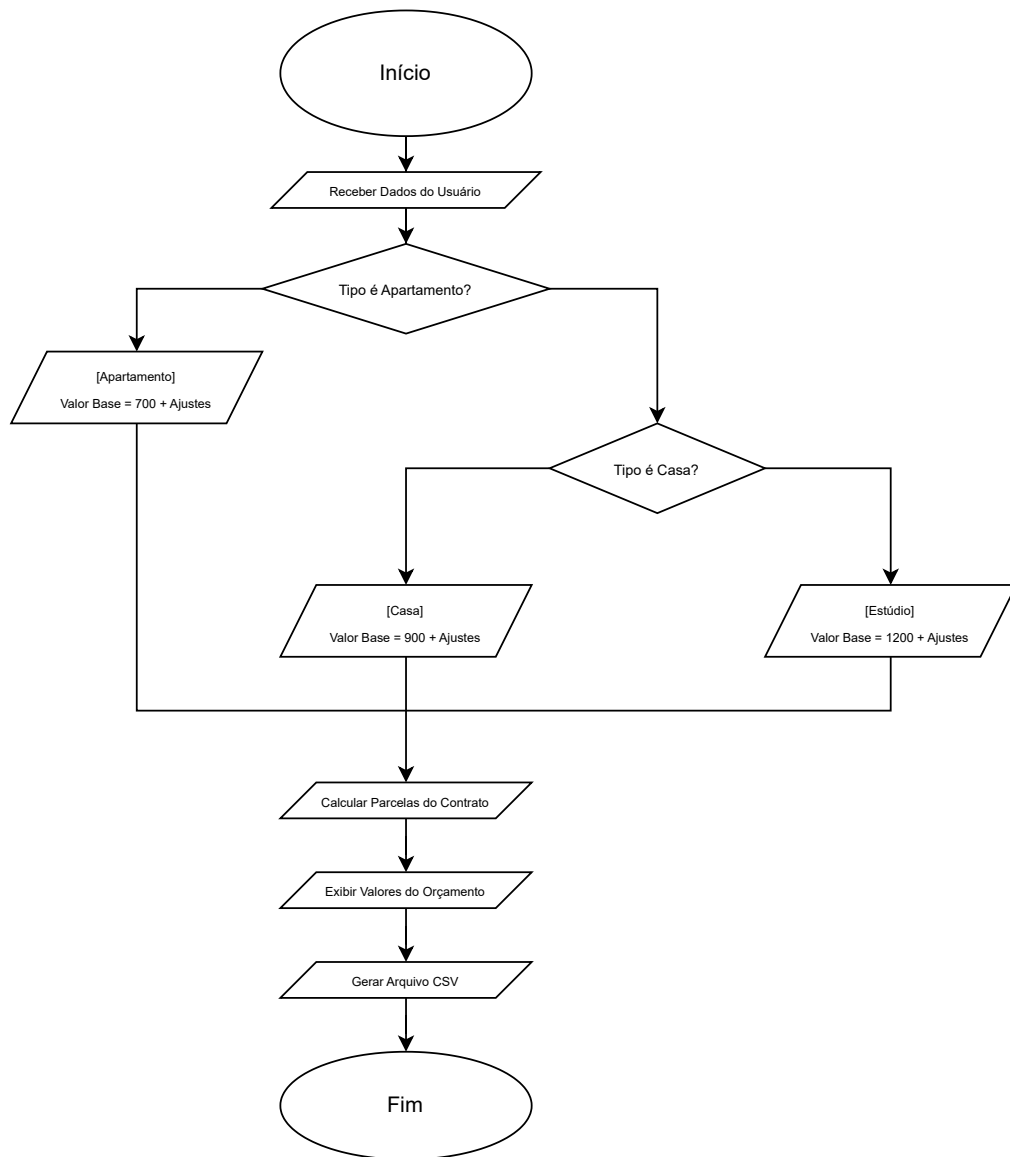 Início
Receber Dados do Usuário
Tipo é Apartamento?
[Apartamento]
Valor Base = 700 + Ajustes
Tipo é Casa?
[Casa]
Valor Base = 900 + Ajustes
[Estúdio]
Valor Base = 1200 + Ajustes
Calcular Parcelas do Contrato
Exibir Valores do Orçamento
Gerar Arquivo CSV
Fim